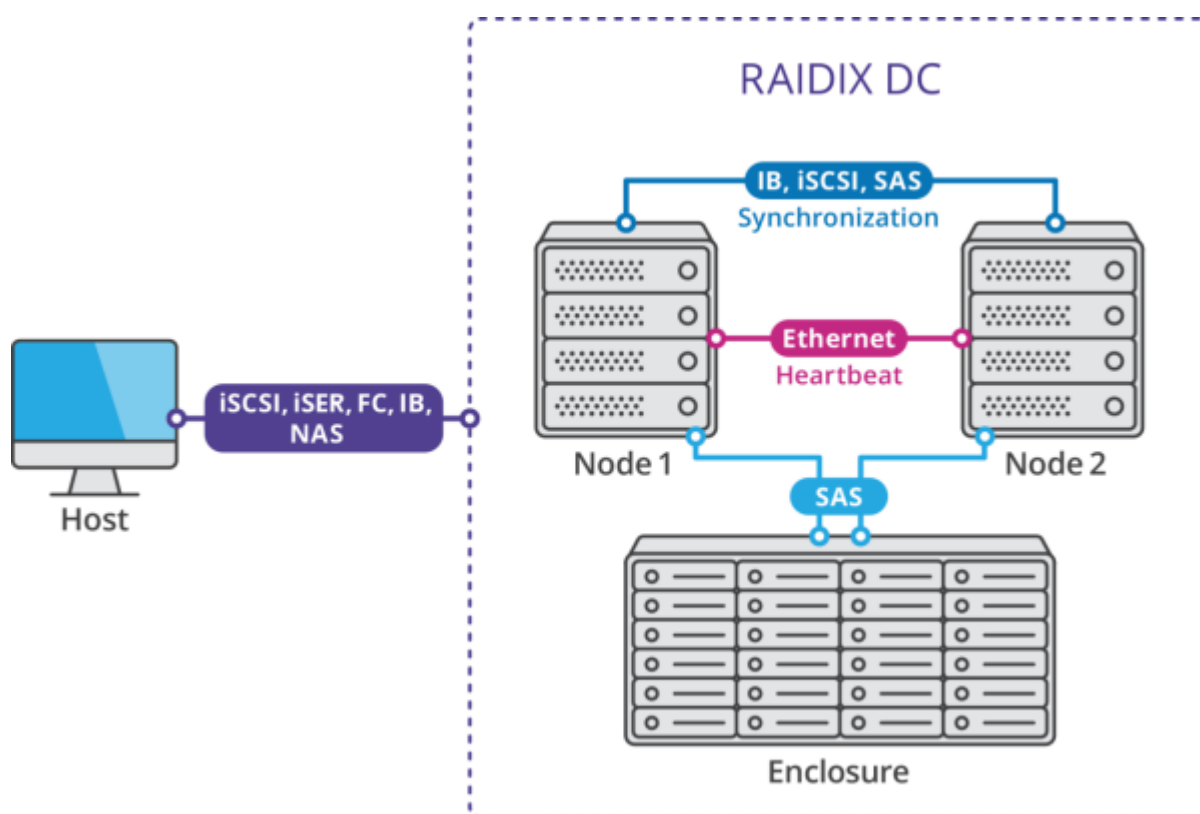 RAIDIX DC
IB, iSCSI, SAS
Synchronization
Ethernet
Heartbeat
iSCSI, iSER, FC, IB,
NAS
Host
Node 1
Node 2
SAS
Enclosure